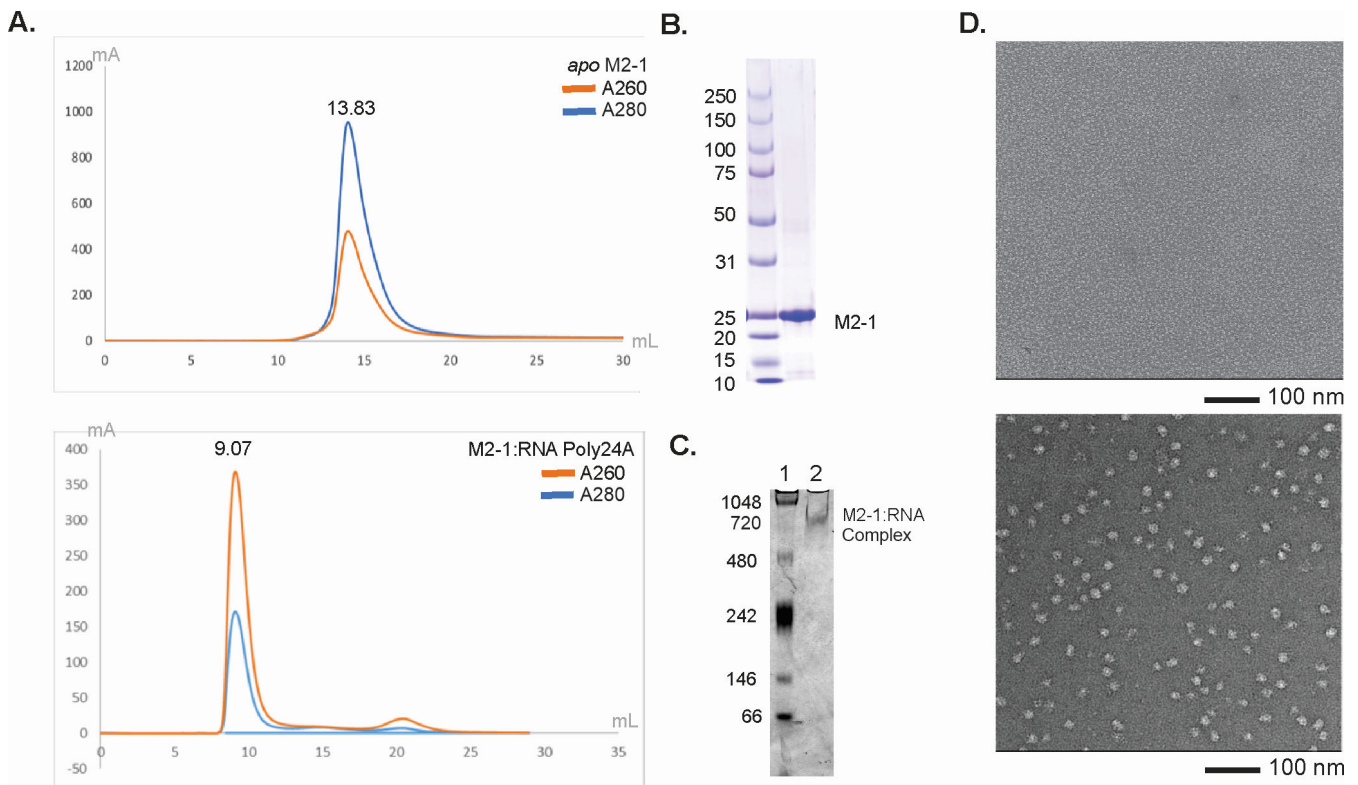 A.
mA
1200
1000
800
600
400
200
0
13.83
apo M2-1
A260
A280
0 5 10 15 20 25 30
mL
mA
400
350
300
250
200
150
100
50
0
-50
9.07
M2-1:RNA Poly24A
A260
A280
mL
0 5 10 15 20 25 30 35
B.
250
150
100
75
50
31
25
20
15
10
M2-1
C.
1 2
1048
720
480
242
146
66
M2-1:RNA
Complex
D.
100 nm
100 nm